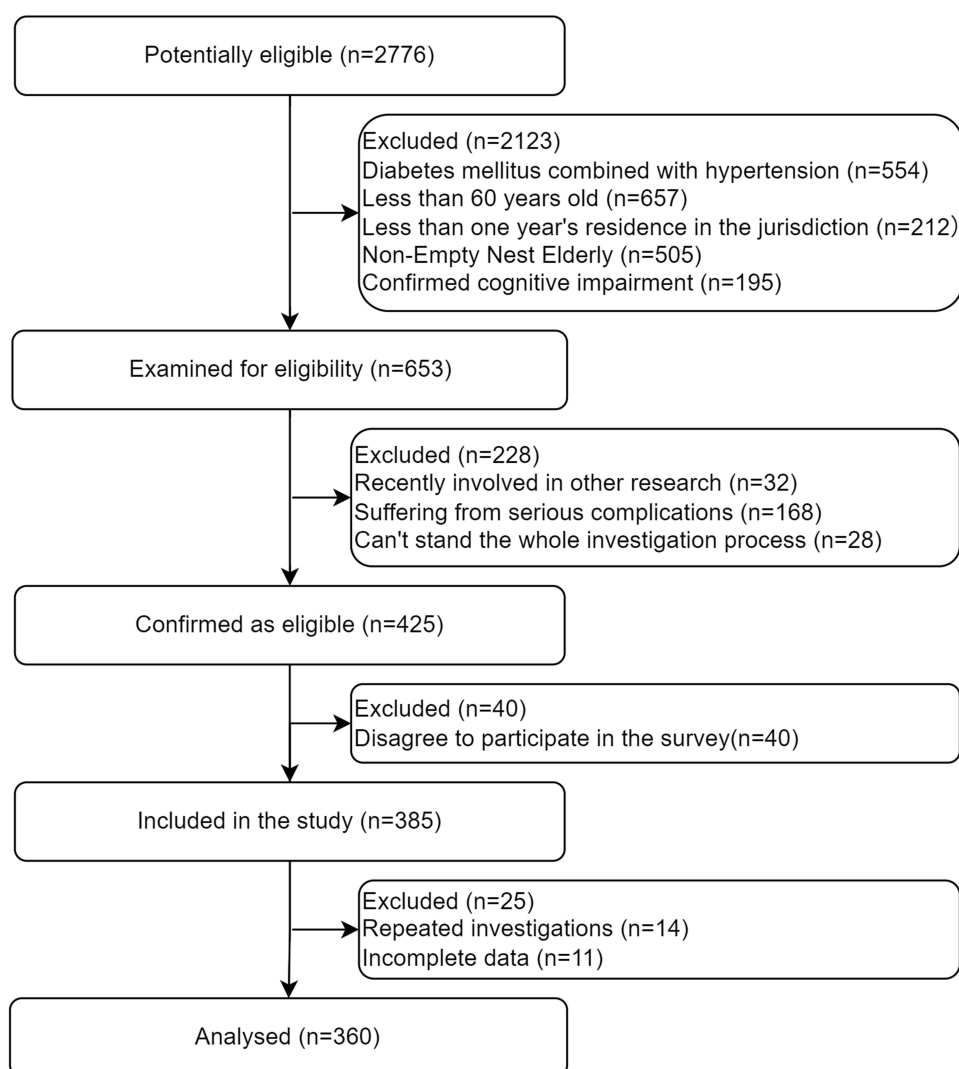 Potentially eligible (n=2776)
Excluded (n=2123)
Diabetes mellitus combined with hypertension (n=554)
Less than 60 years old (n=657)
Less than one year's residence in the jurisdiction (n=212)
Non-Empty Nest Elderly (n=505)
Confirmed cognitive impairment (n=195)
Examined for eligibility (n=653)
Excluded (n=228)
Recently involved in other research (n=32)
Suffering from serious complications (n=168)
Can't stand the whole investigation process (n=28)
Confirmed as eligible (n=425)
Excluded (n=40)
Disagree to participate in the survey(n=40)
Included in the study (n=385)
Excluded (n=25)
Repeated investigations (n=14)
Incomplete data (n=11)
Analysed (n=360)